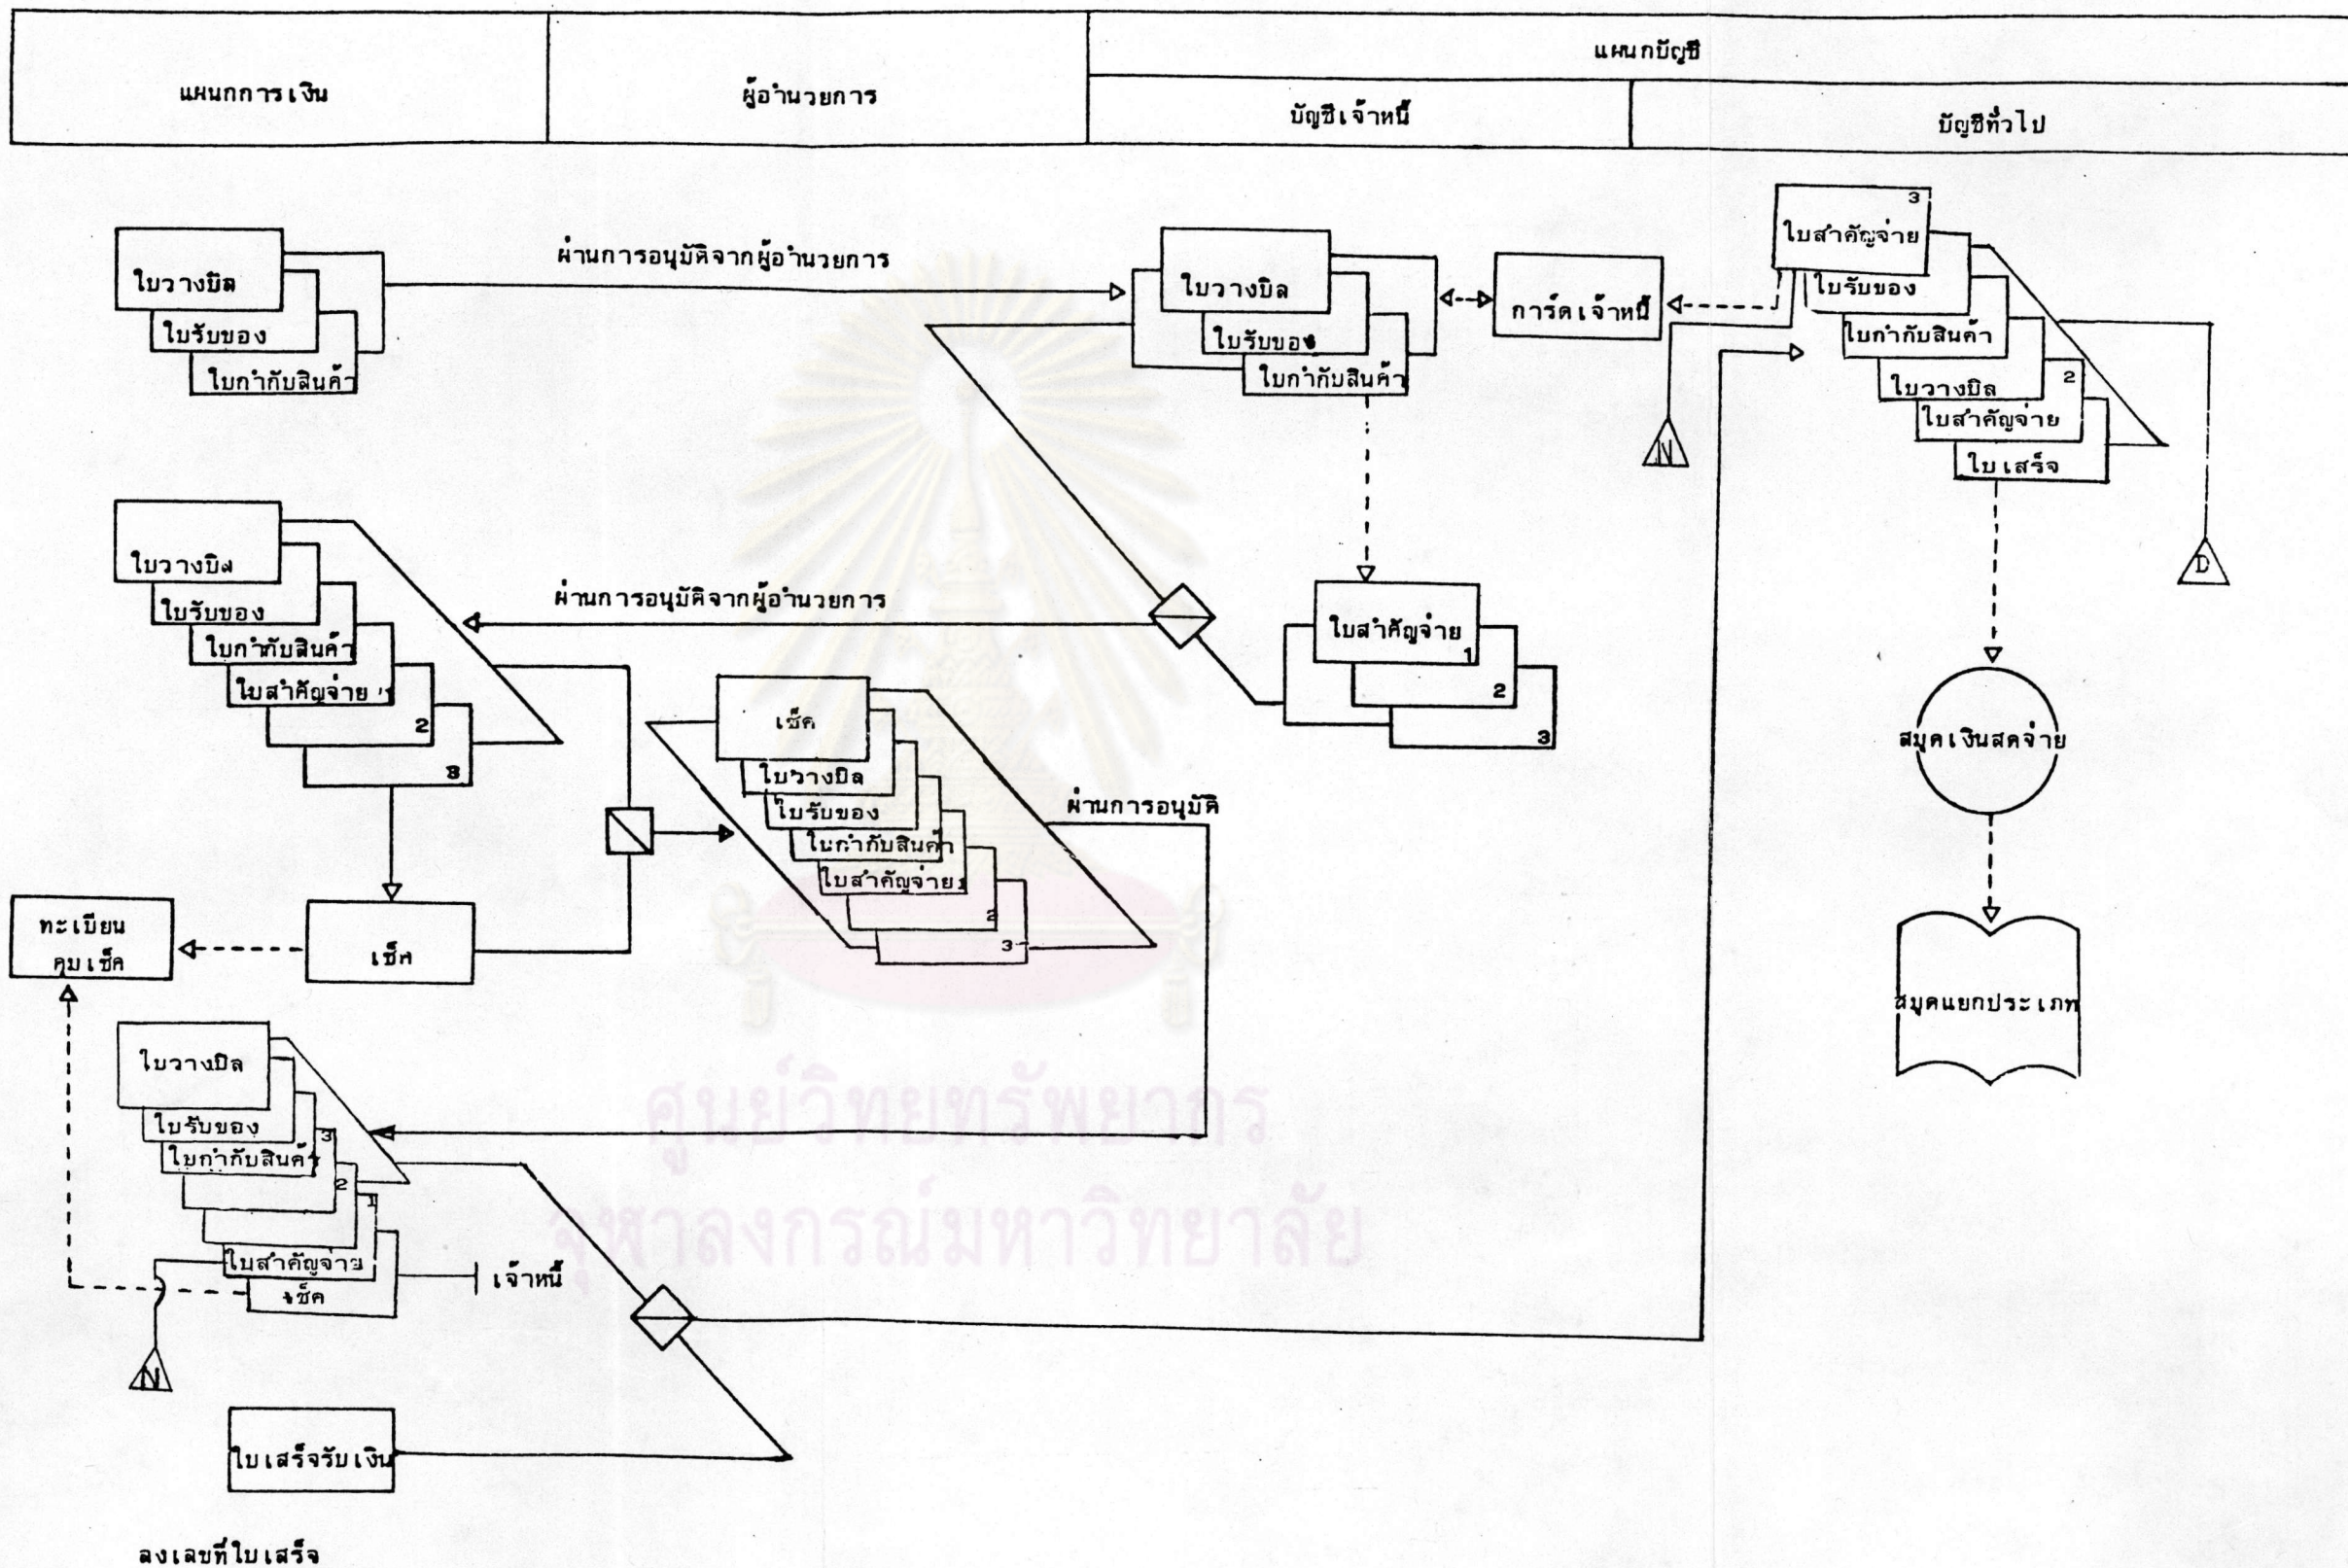 แผนกการเงิน
ผู้อำนวยการ
แผนกบัญชี
บัญชีเจ้าหนี้
บัญชีทั่วไป
ใบวางบิล
ใบรับของ
ใบกำกับสินค้า
ผ่านการอนุมัติจากผู้อำนวยการ
ใบวางบิล
ใบรับของ
ใบกำกับสินค้า
การ์ดเจ้าหนี้
3
ใบสำคัญจ่าย
ใบรับของ
ใบกำกับสินค้า
ใบวางบิล
2
ใบสำคัญจ่าย
ใบเสร็จ
N
D
ใบวางบิล
ใบรับของ
ใบกำกับสินค้า
ใบสำคัญจ่าย 1
2
3
ผ่านการอนุมัติจากผู้อำนวยการ
ใบสำคัญจ่าย
1
2
3
เช็ค
ใบวางบิล
ใบรับของ
ใบกำกับสินค้า
ใบสำคัญจ่าย 1
2
3
ผ่านการอนุมัติ
สมุดเงินสดจ่าย
สมุดแยกประเภท
ทะเบียน
คุมเช็ค
เช็ค
ใบวางบิล
ใบรับของ
ใบกำกับสินค้า
3
2
1
ใบสำคัญจ่าย
เช็ค
เจ้าหนี้
N
ใบเสร็จรับเงิน
ลงเลขที่ใบเสร็จ
ศูนย์วิทยทรัพยากร
จุฬาลงกรณ์มหาวิทยาลัย